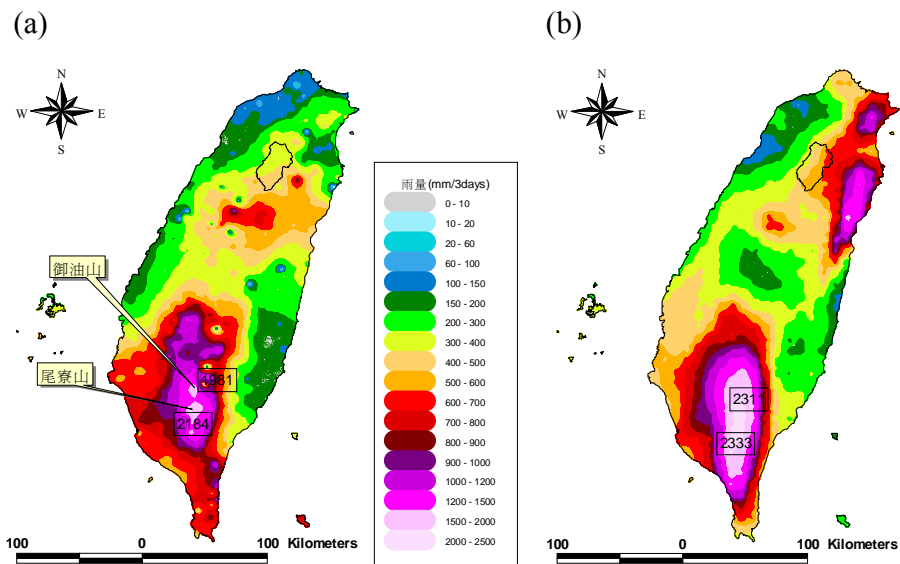 (a)
(b)
N
W E
S
N
W E
S
雨量(mm/3days)
0 - 10
10 - 20
20 - 60
60 - 100
100 - 150
150 - 200
200 - 300
300 - 400
400 - 500
500 - 600
600 - 700
700 - 800
800 - 900
900 - 1000
1000 - 1200
1200 - 1500
1500 - 2000
2000 - 2500
御油山
尾寮山
1981
2184
2311
2333
100 0 100 Kilometers
100 0 100 Kilometers